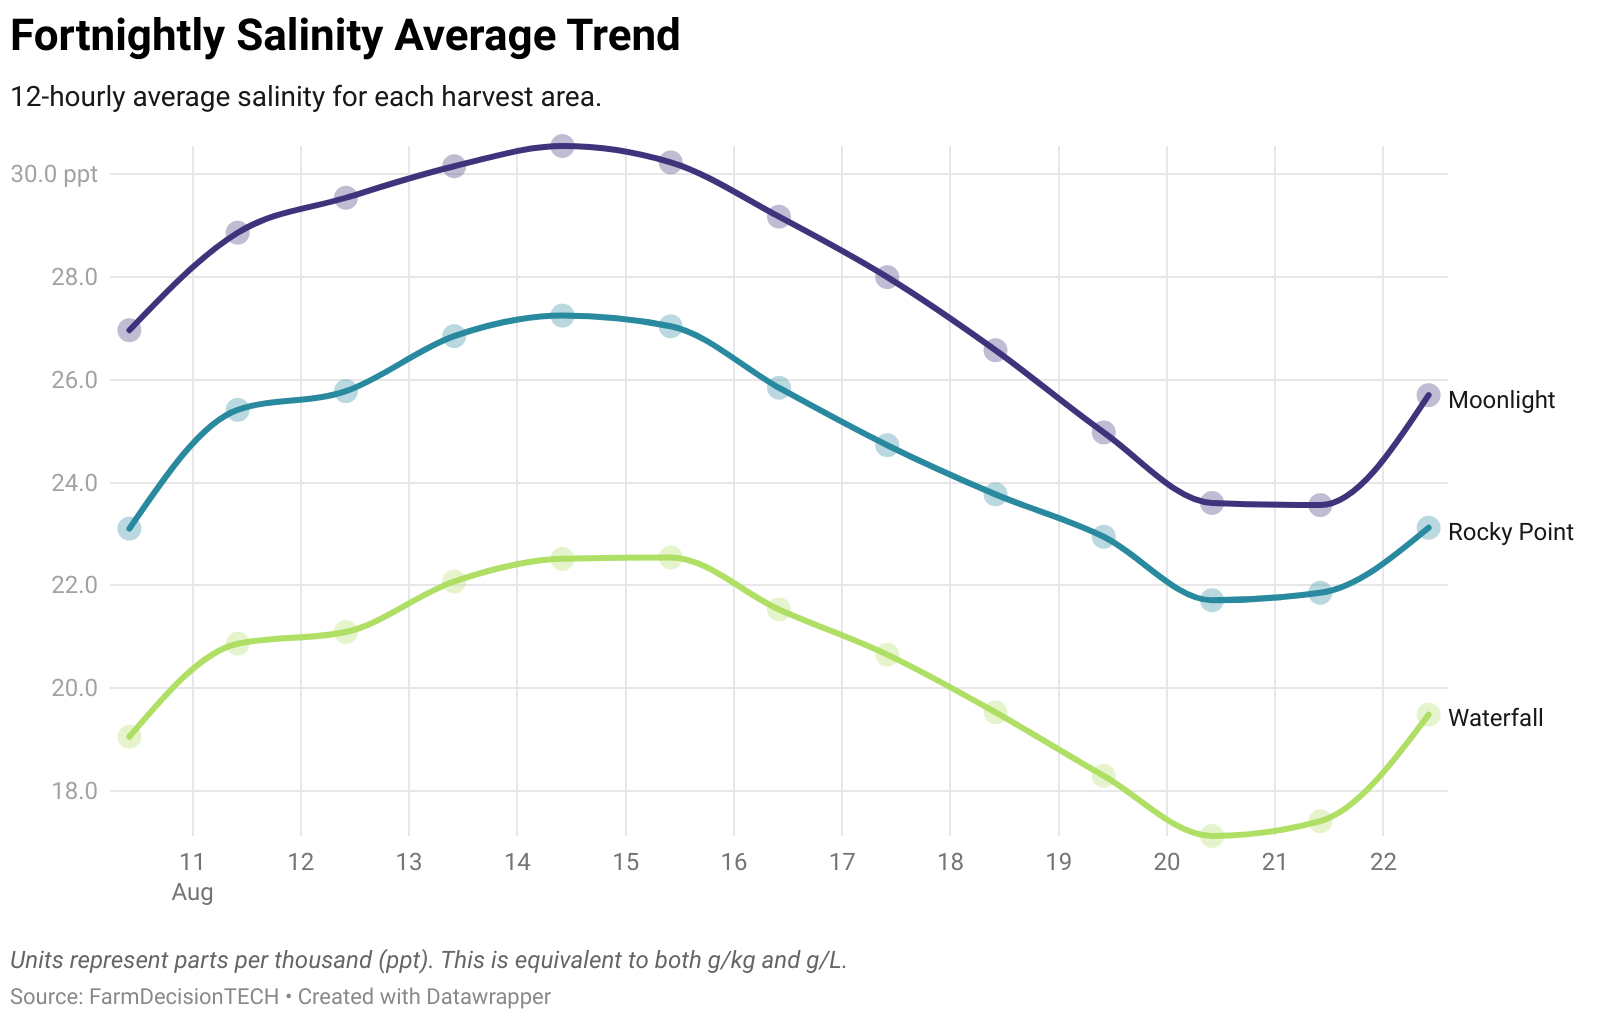 Fortnightly Salinity Average Trend
12-hourly average salinity for each harvest area.
30.0 ppt
28.0
26.0
24.0
22.0
20.0
18.0
Moonlight
Rocky Point
Waterfall
11 12 13 14 15 16 17 18 19 20 21 22
Aug
Units represent parts per thousand (ppt). This is equivalent to both g/kg and g/L.
Source: FarmDecisionTECH • Created with Datawrapper